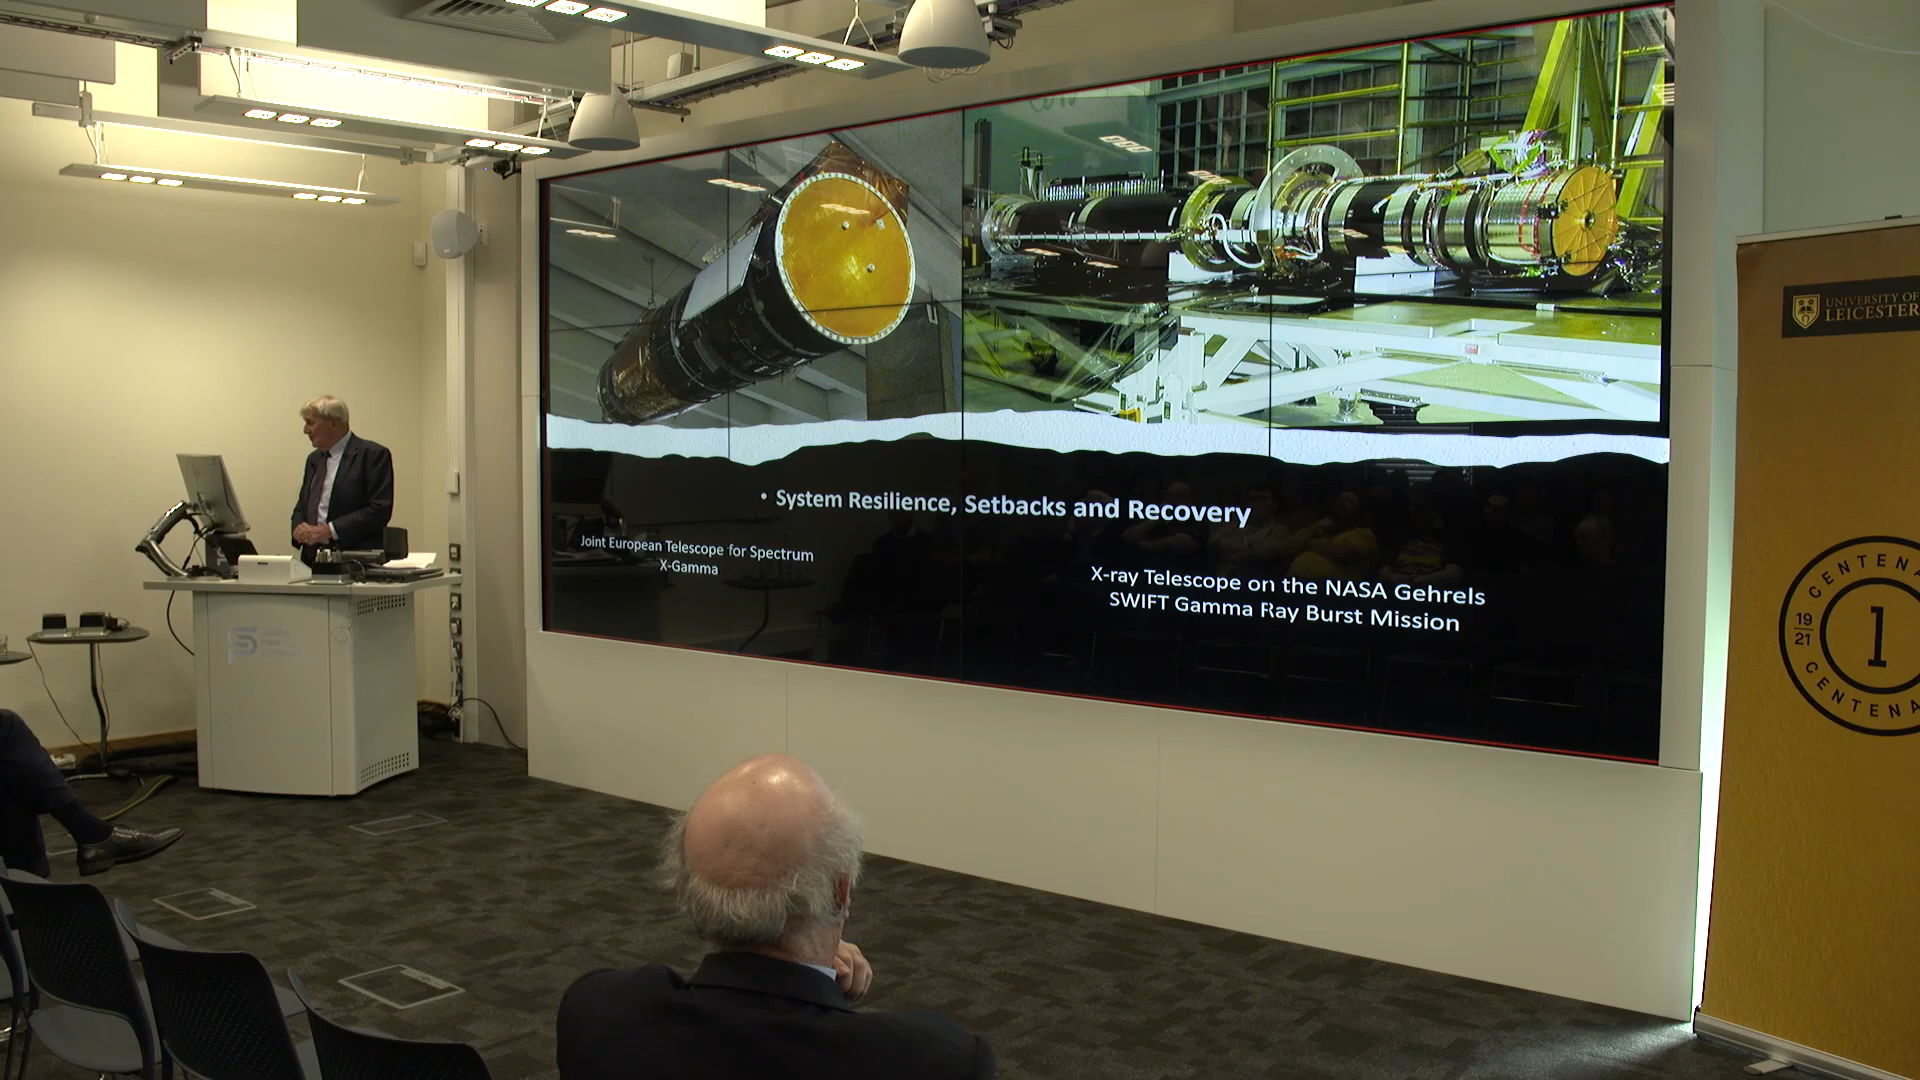 • System Resilience, Setbacks and Recovery
Joint European Telescope for Spectrum
X-Gamma
X-ray Telescope on the NASA Gehrels
SWIFT Gamma Ray Burst Mission
UNIVERSITY OF
LEICESTER
CENTENA
19
21
1
CENTENA